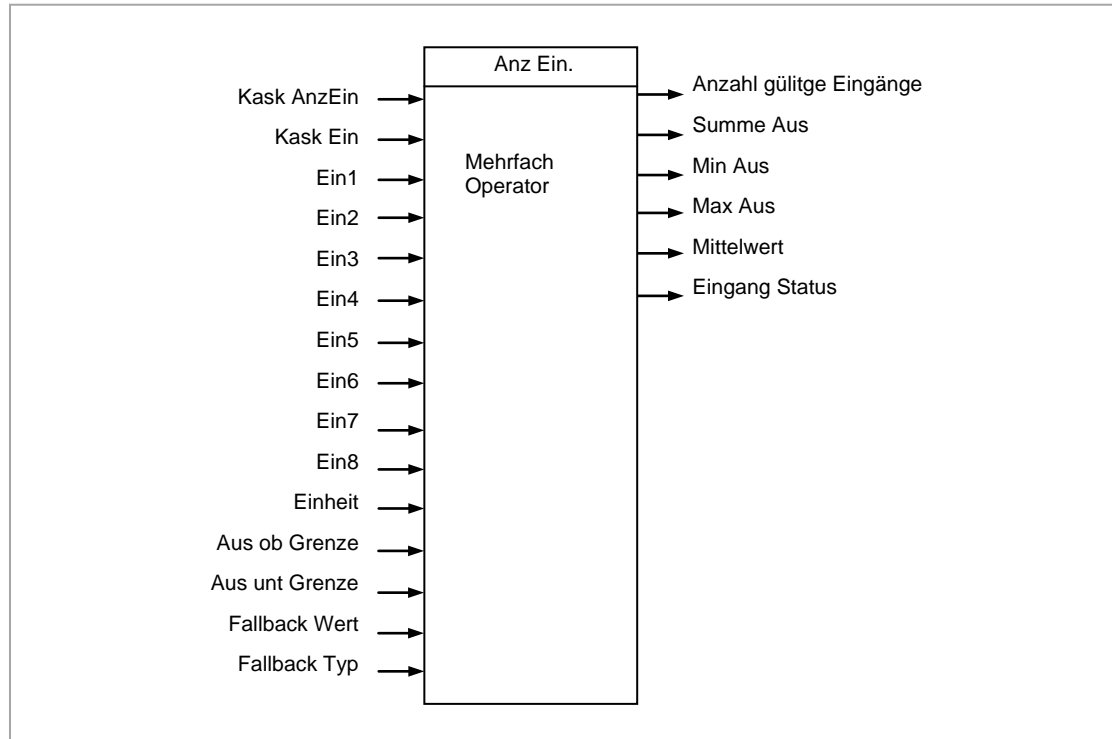 Anz Ein.
Kask AnzEin
Kask Ein
Ein1
Ein2
Ein3
Ein4
Ein5
Ein6
Ein7
Ein8
Einheit
Aus ob Grenze
Aus unt Grenze
Fallback Wert
Fallback Typ
Mehrfach
Operator
Anzahl gülitge Eingänge
Summe Aus
Min Aus
Max Aus
Mittelwert
Eingang Status